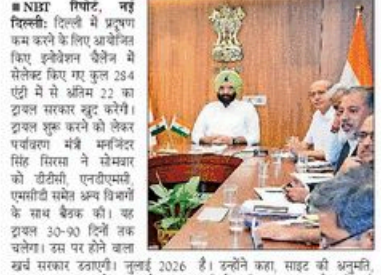 ■ NBT रिपोर्ट, नई
दिल्ली: दिल्ली में प्रदूषण
कम करने के लिए आयोजित
किए इनोवेशन चैलेंज में
सेलेक्ट किए गए कुल 284
एंट्री में से अंतिम 22 का
ट्रायल सरकार खुद करेगी।
ट्रायल शुरू करने को लेकर
पर्यावरण मंत्री मनजिंदर
सिंह सिरसा ने सोमवार
को डीटीसी, एनडीएमसी,
एमसीडी समेत अन्य विभागों
के साथ बैठक की। यह
ट्रायल 30-90 दिनों तक
चलेगा। उस पर होने वाला
खर्च सरकार उठाएगी। जुलाई 2026 है। उन्होंने कहा, साइट की अनुमति,